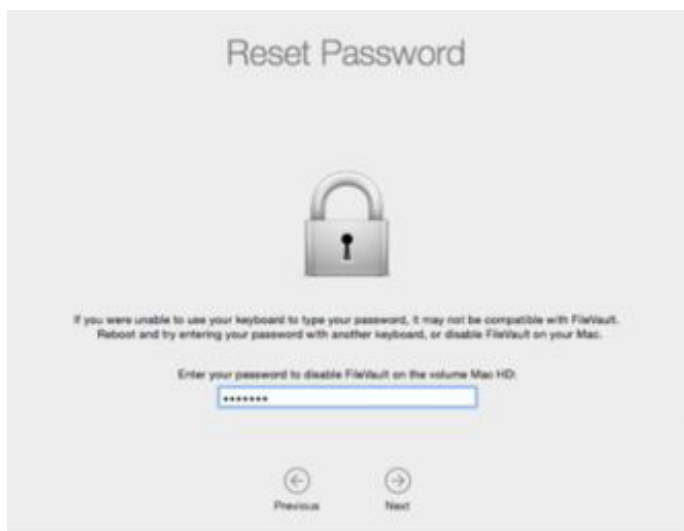 Reset Password
If you were unable to use your keyboard to type your password, it may not be compatible with FileVault.
Reboot and try entering your password with another keyboard, or disable FileVault on your Mac.
Enter your password to disable FileVault on the volume Mac HD:
•••••••
Previous
Next